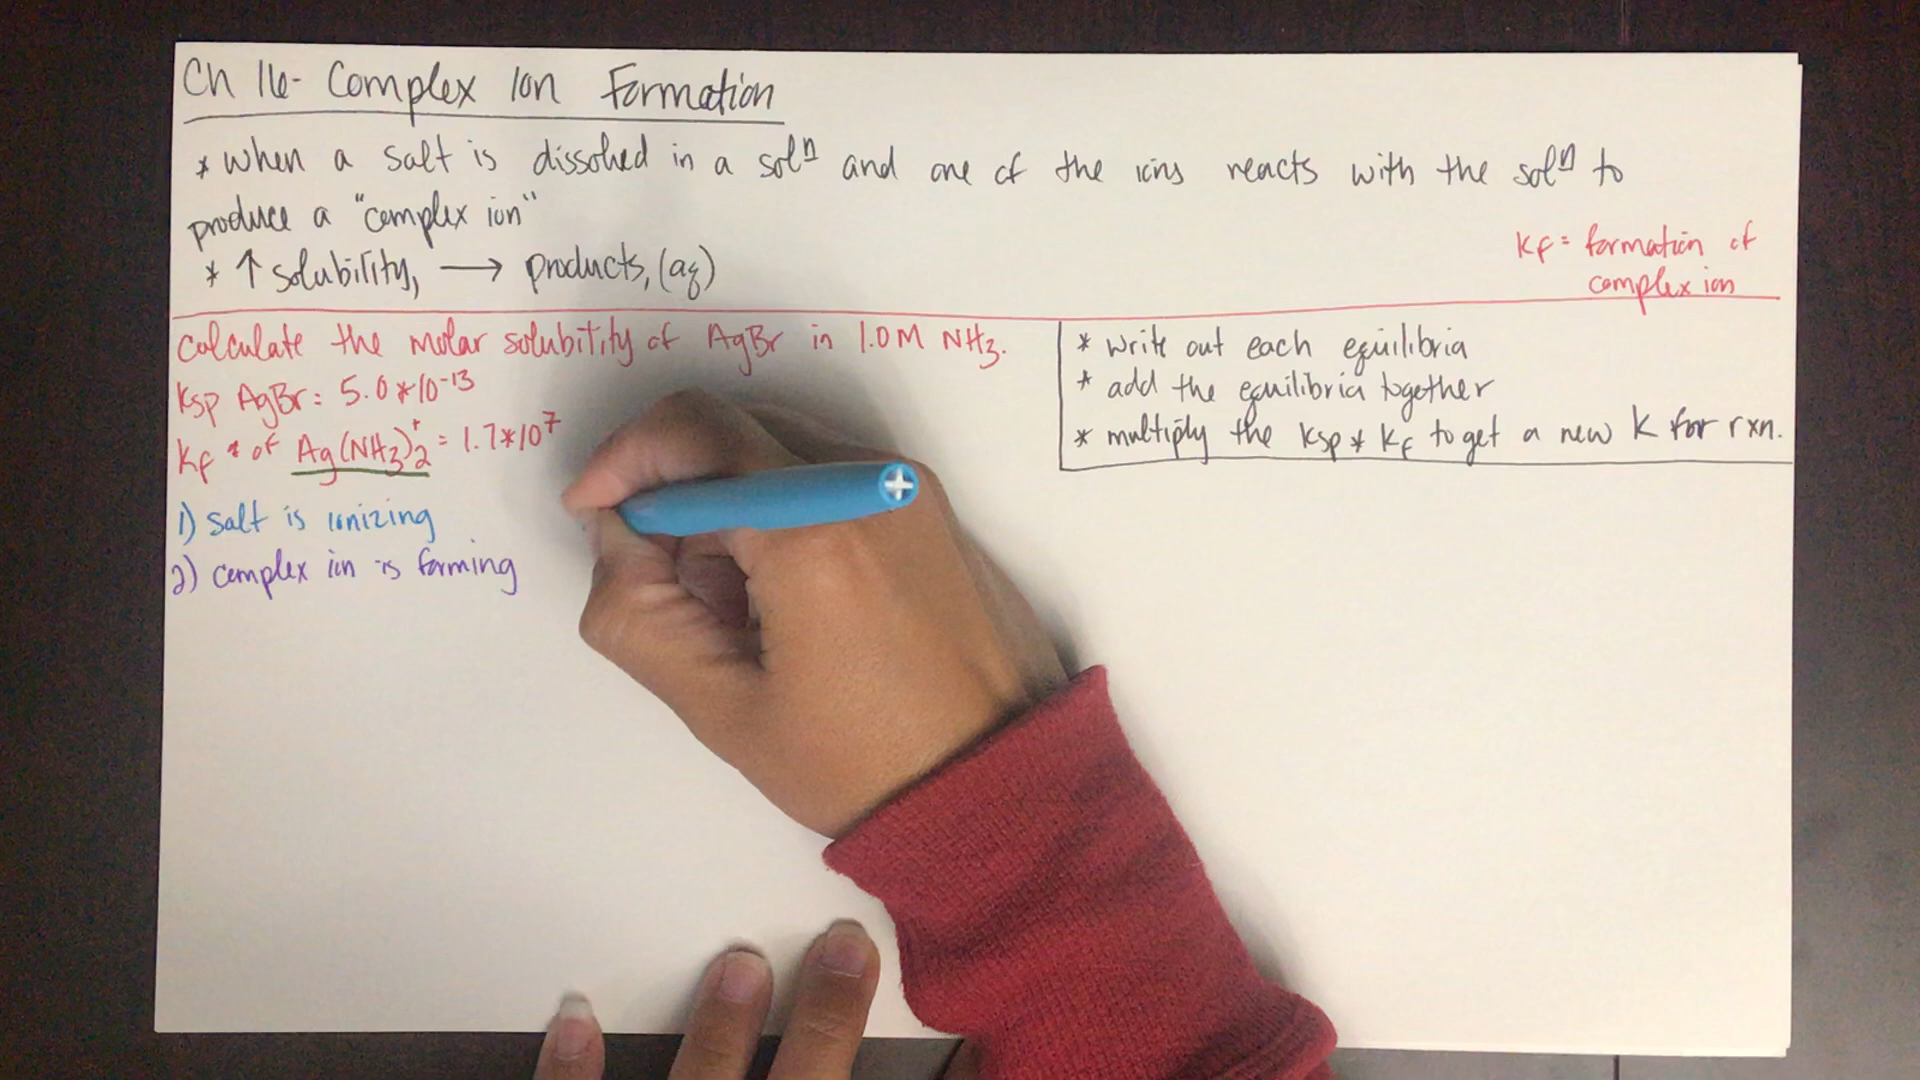 Ch 16- Complex Ion Formation
* when a salt is dissolved in a solⁿ and one of the ions reacts with the solⁿ to
produce a "complex ion"
* ↑ solubility, → products, (aq)
Kf = formation of
complex ion
Calculate the molar solubility of AgBr in 1.0M NH₃.
Ksp AgBr: 5.0*10⁻¹³
Kf * of Ag(NH₃)₂⁺ = 1.7*10⁷
1) salt is ionizing
2) complex ion is forming
* write out each equilibria
* add the equilibria together
* multiply the Ksp * Kf to get a new K for rxn.